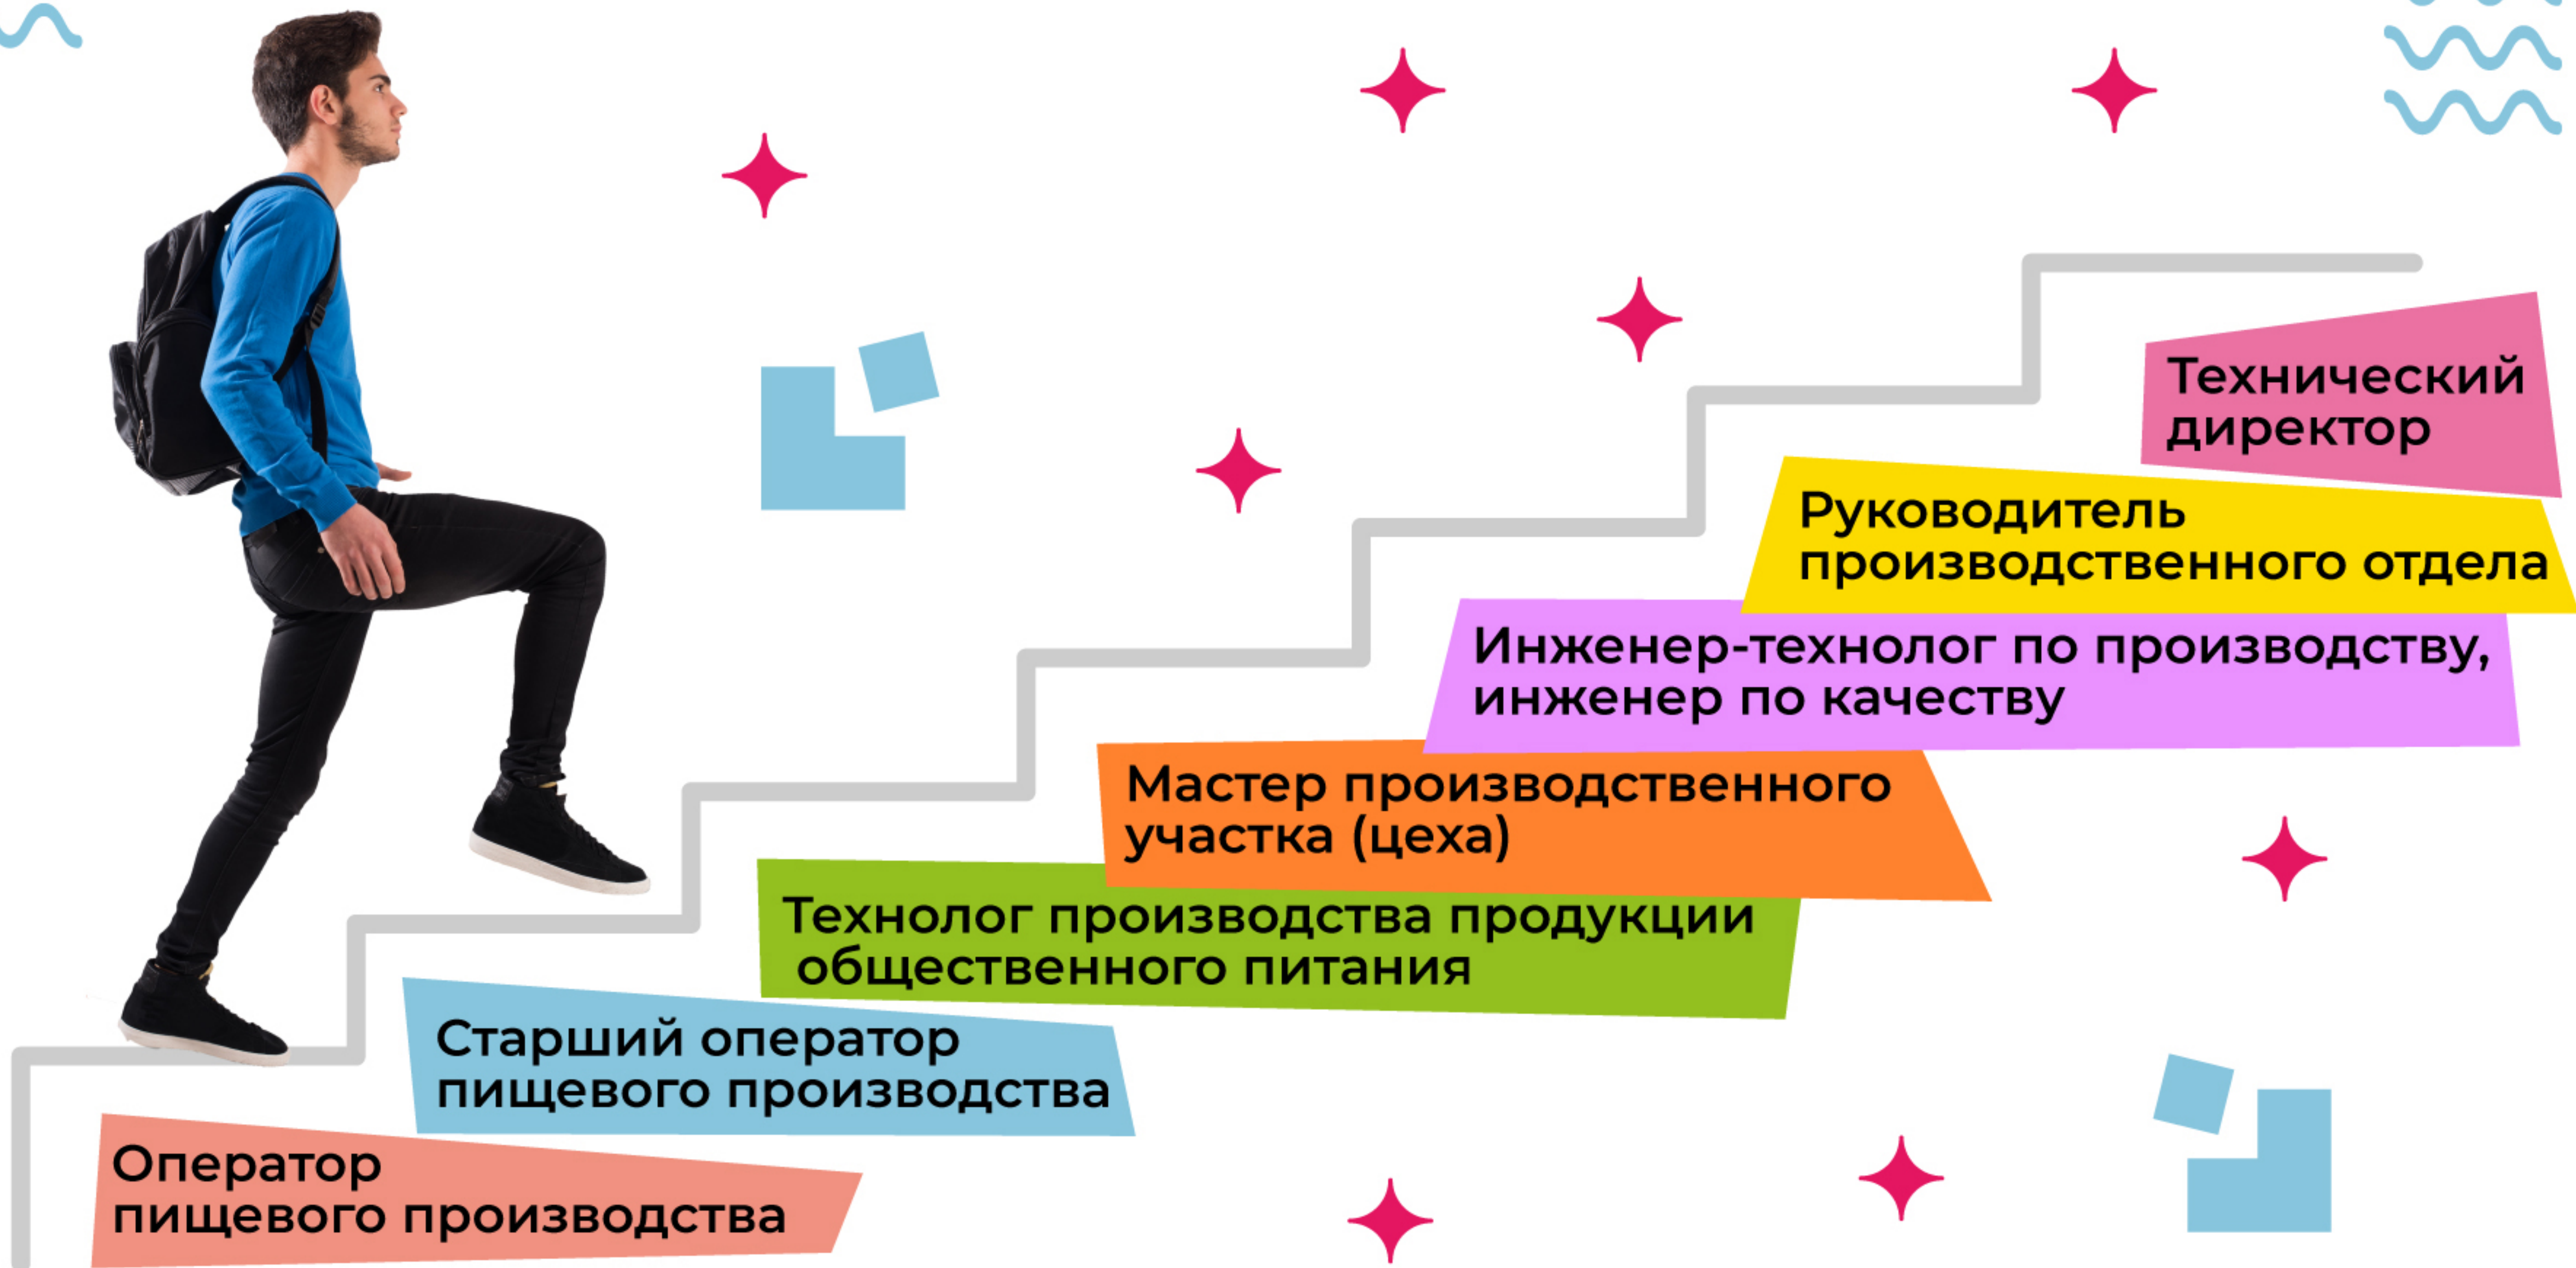 Технический
директор
Руководитель
производственного отдела
Инженер-технолог по производству,
инженер по качеству
Мастер производственного
участка (цеха)
Технолог производства продукции
общественного питания
Старший оператор
пищевого производства
Оператор
пищевого производства